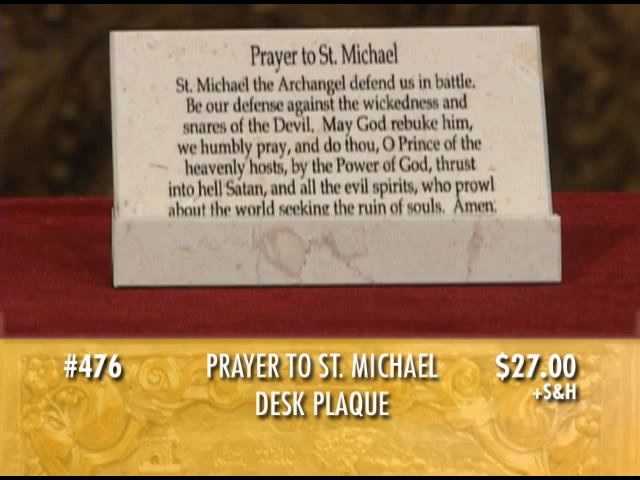 Prayer to St. Michael
St. Michael the Archangel defend us in battle.
Be our defense against the wickedness and
snares of the Devil. May God rebuke him,
we humbly pray, and do thou, O Prince of the
heavenly hosts, by the Power of God, thrust
into hell Satan, and all the evil spirits, who prowl
about the world seeking the ruin of souls. Amen.
#476 PRAYER TO ST. MICHAEL $27.00
DESK PLAQUE +S&H